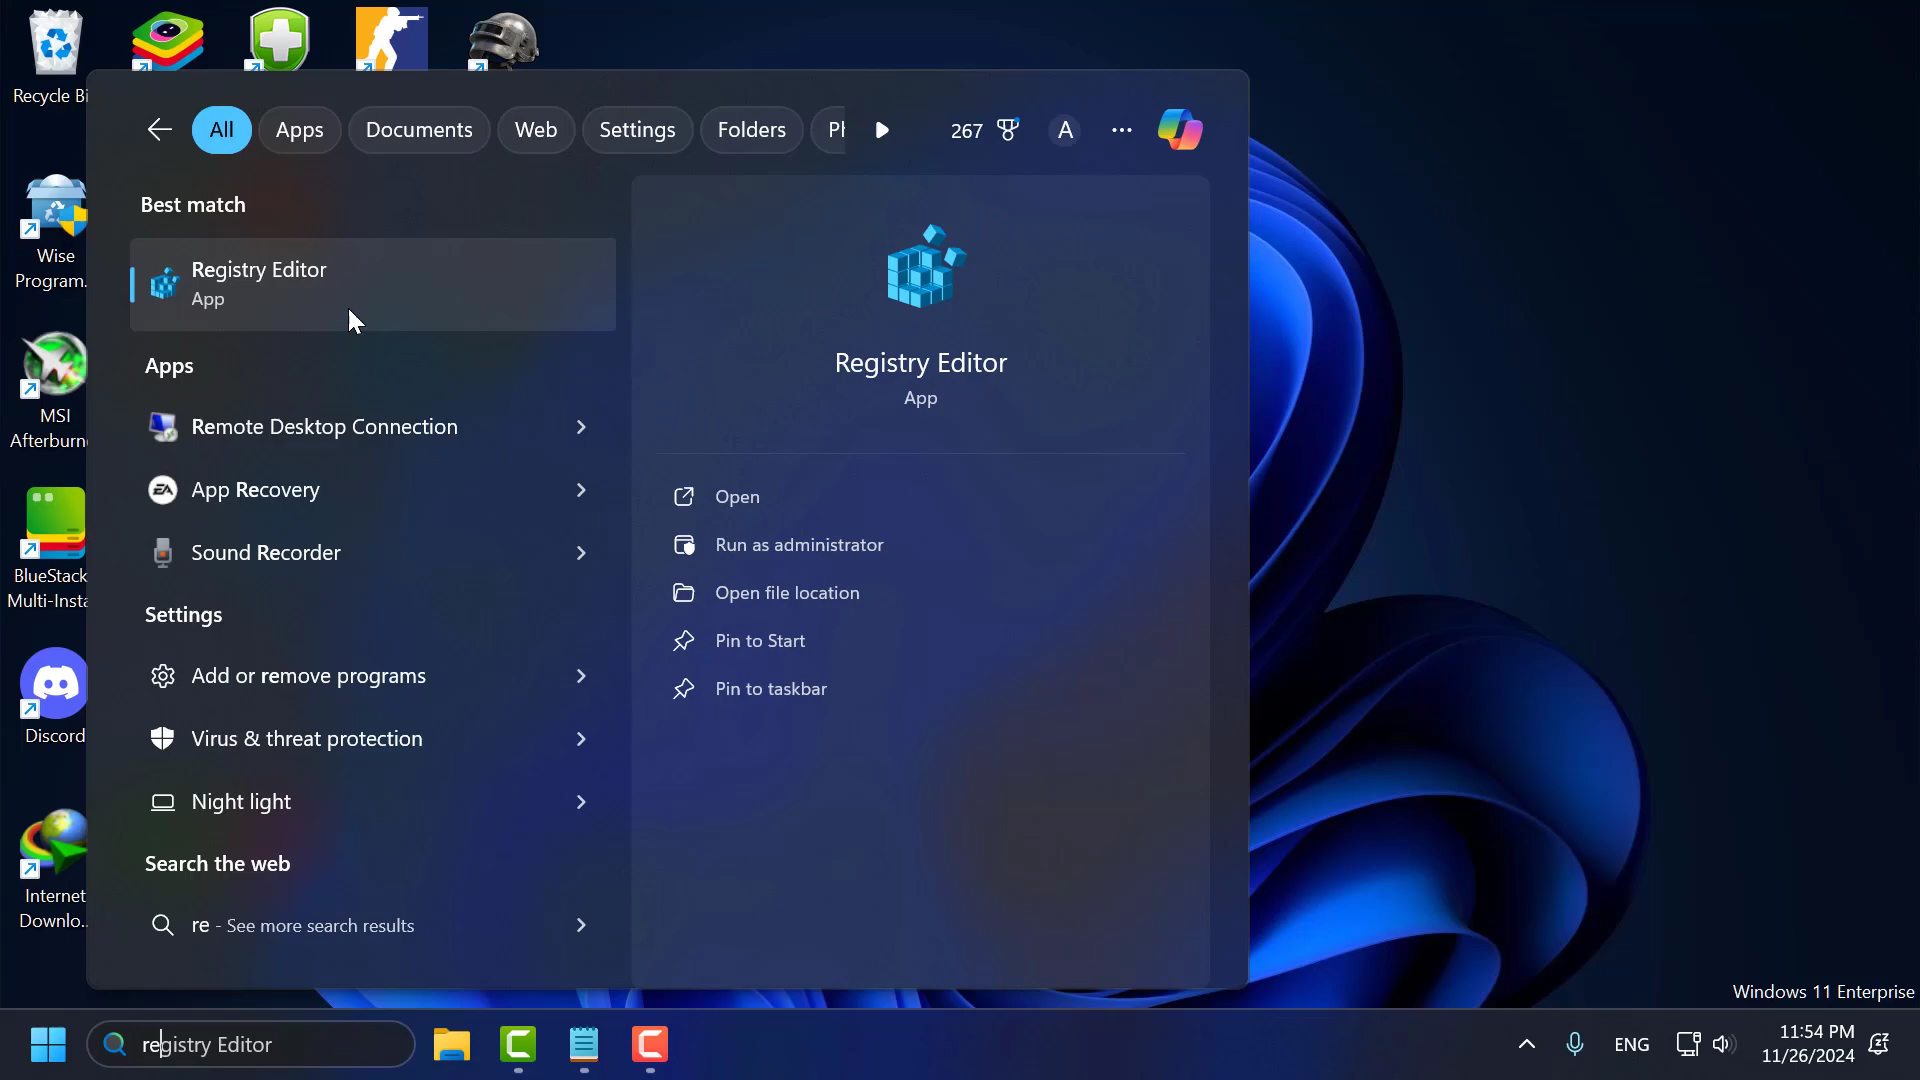 Recycle Bi
Wise
Program.
MSI
Afterburn
BlueStack
Multi-Insta
Discord
Internet
Downlo..
All
Apps
Documents
Web
Settings
Folders
Ph
267
A
Best match
Registry Editor
App
Apps
Remote Desktop Connection
App Recovery
Sound Recorder
Settings
Add or remove programs
Virus & threat protection
Night light
Search the web
re - See more search results
Registry Editor
App
Open
Run as administrator
Open file location
Pin to Start
Pin to taskbar
Windows 11 Enterprise
registry Editor
ENG
11:54 PM
11/26/2024